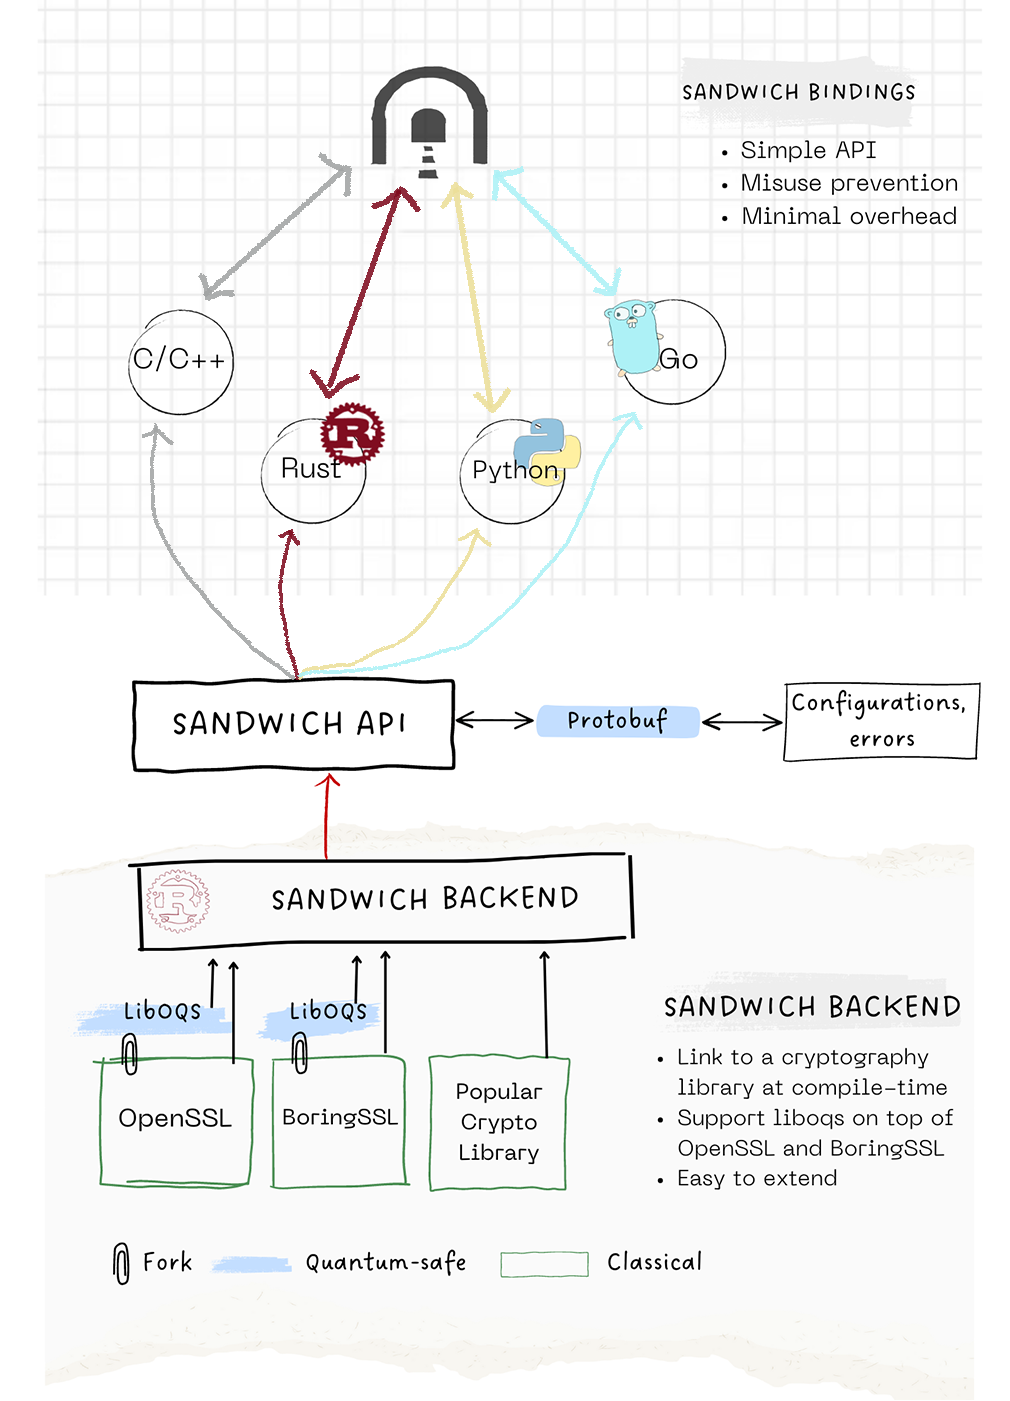 SANDWICH BINDINGS
• Simple API
• Misuse prevention
• Minimal overhead
C/C++
Go
R
Rust
Python
SANDWICH API
Protobuf
Configurations,
errors
R
SANDWICH BACKEND
LibOQS
LibOQS
OpenSSL
BoringSSL
Popular
Crypto
Library
SANDWICH BACKEND
• Link to a cryptography
library at compile-time
• Support liboqs on top of
OpenSSL and BoringSSL
• Easy to extend
Fork
Quantum-safe
Classical